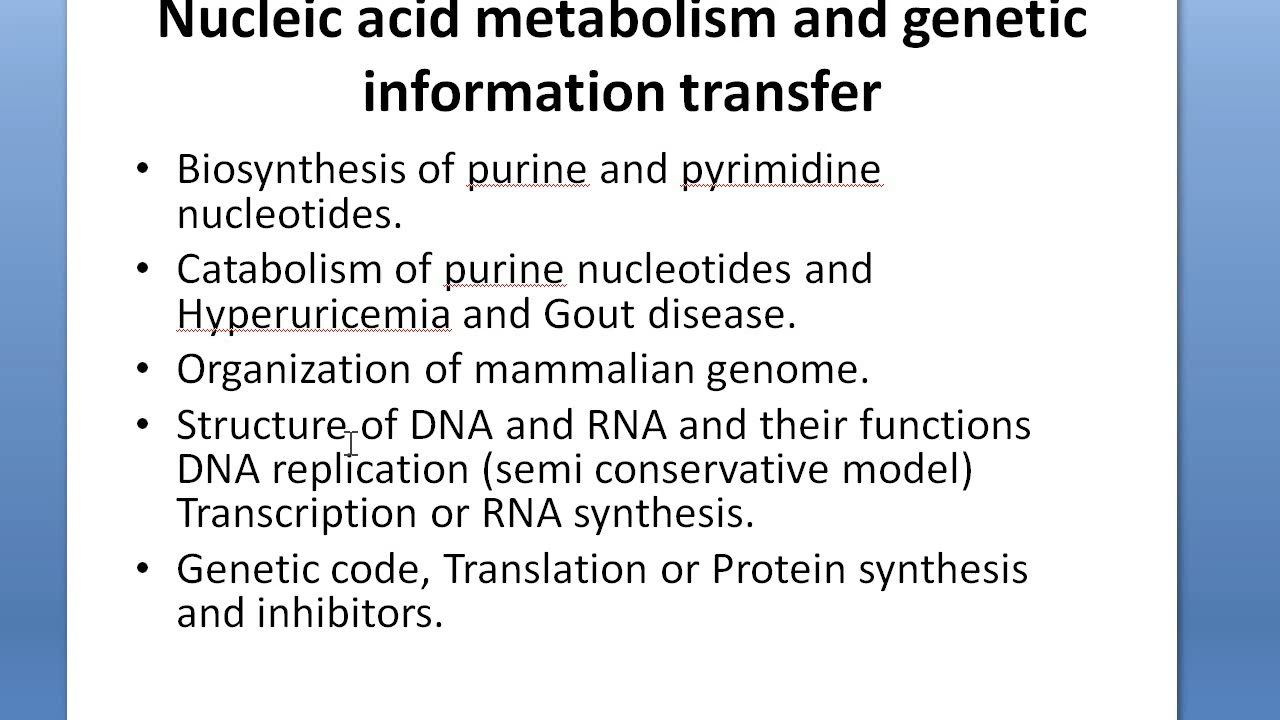 Nucleic acid metabolism and genetic
information transfer
• Biosynthesis of purine and pyrimidine
nucleotides.
• Catabolism of purine nucleotides and
Hyperuricemia and Gout disease.
• Organization of mammalian genome.
• Structure of DNA and RNA and their functions
DNA replication (semi conservative model)
Transcription or RNA synthesis.
• Genetic code, Translation or Protein synthesis
and inhibitors.